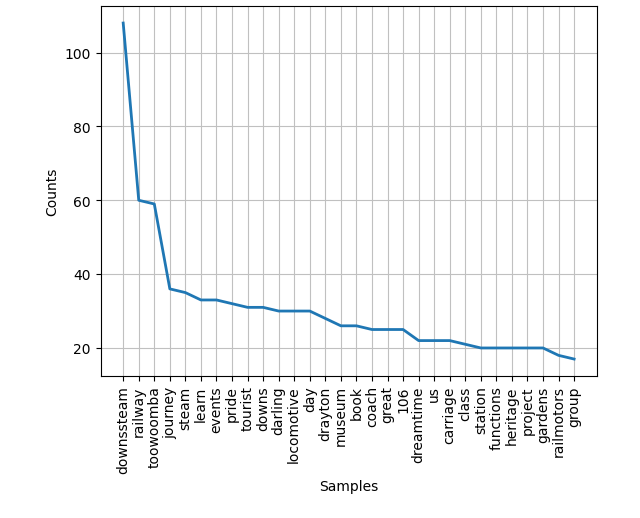 100
80
60
40
20
Counts
downssteam
railway
toowoomba
journey
steam
learn
events
pride
tourist
downs
darling
locomotive
day
drayton
museum
book
coach
great
106
dreamtime
us
carriage
class
station
functions
heritage
project
gardens
railmotors
group
Samples